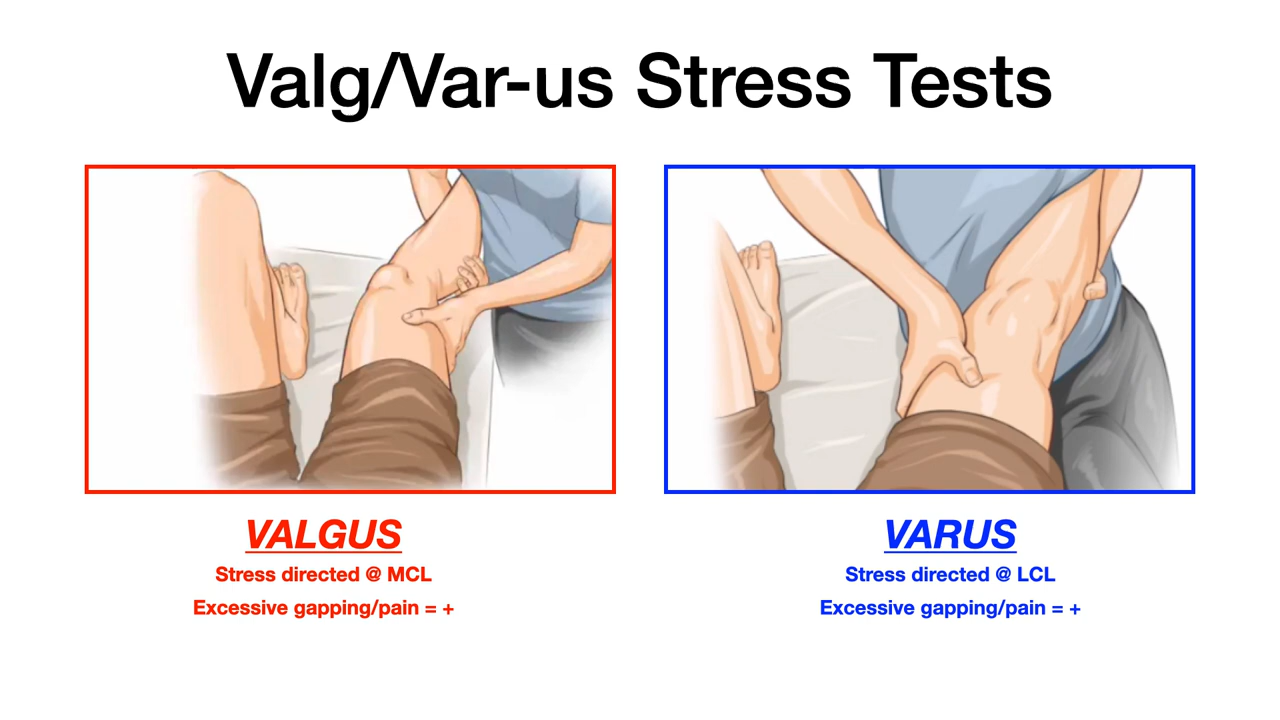 Valg/Var-us Stress Tests
VALGUS
Stress directed @ MCL
Excessive gapping/pain = +
VARUS
Stress directed @ LCL
Excessive gapping/pain = +